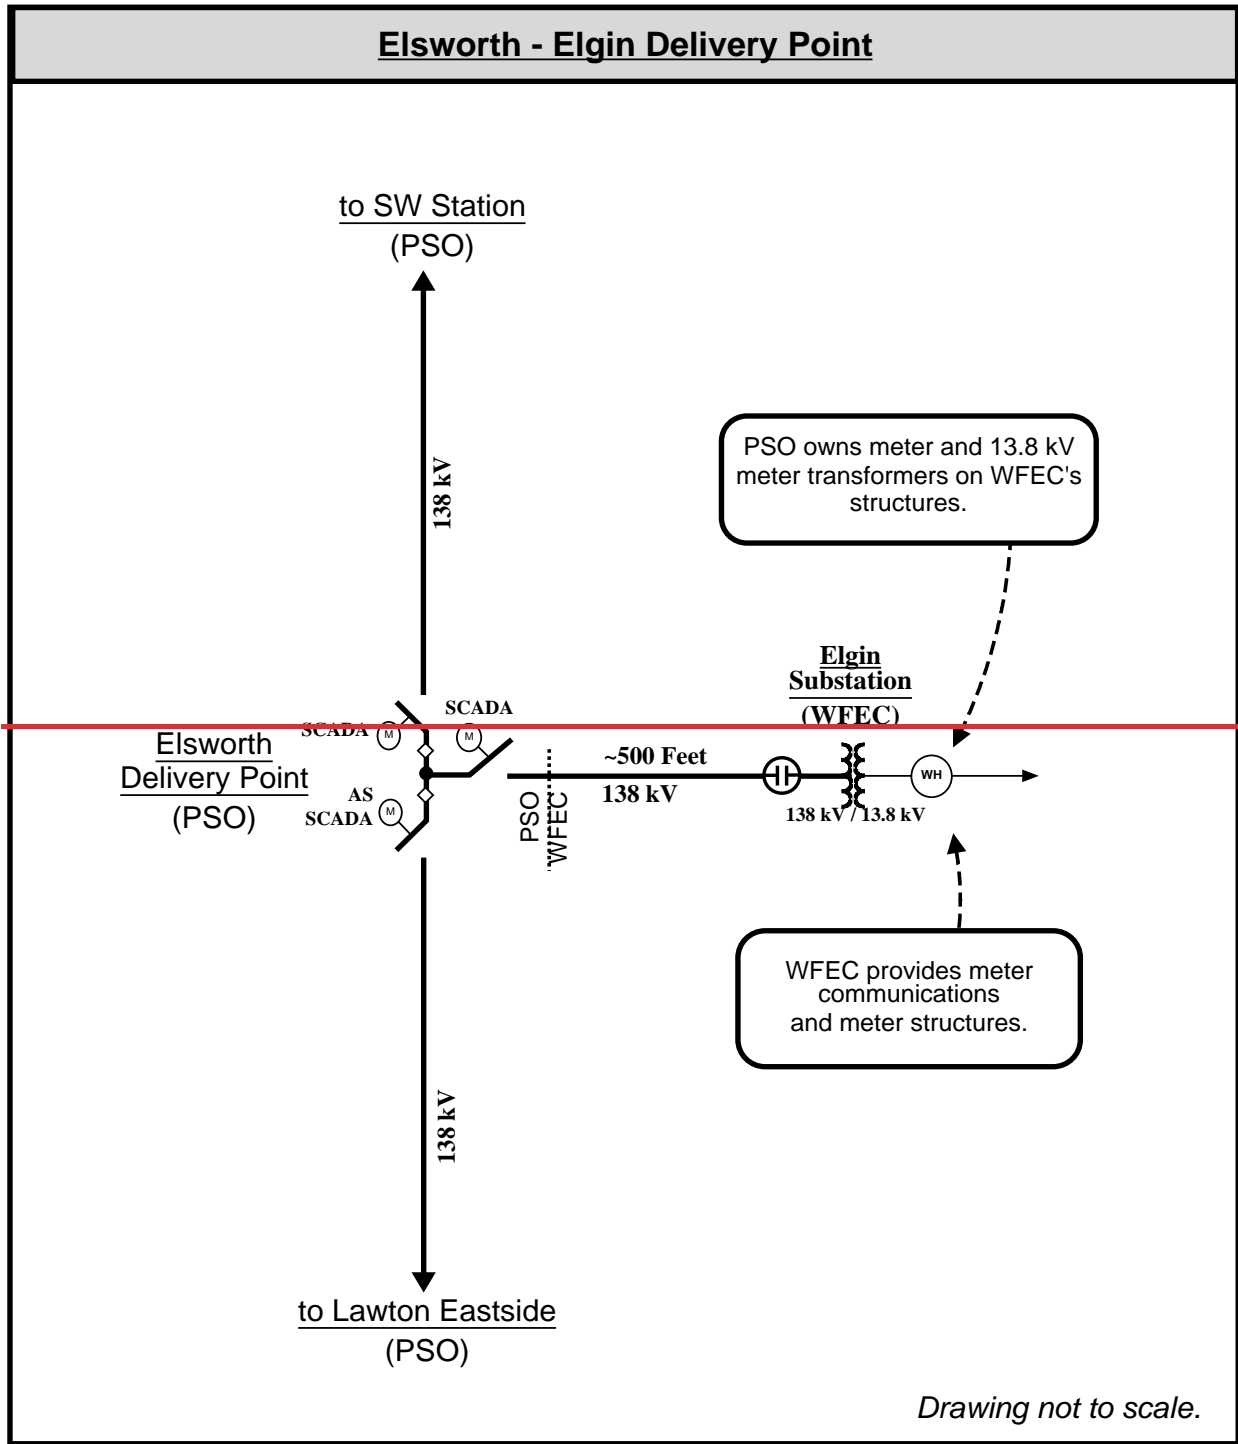 Elsworth - Elgin Delivery Point
to SW Station
(PSO)
138 kV
PSO owns meter and 13.8 kV
meter transformers on WFEC's
structures.
Elgin
Substation
(WFEC)
SCADA
SCADA
M
M
Elsworth
Delivery Point
(PSO)
AS
SCADA
M
~500 Feet
138 kV
PSO
WFEC
WH
138 kV / 13.8 kV
WFEC provides meter
communications
and meter structures.
138 kV
to Lawton Eastside
(PSO)
Drawing not to scale.